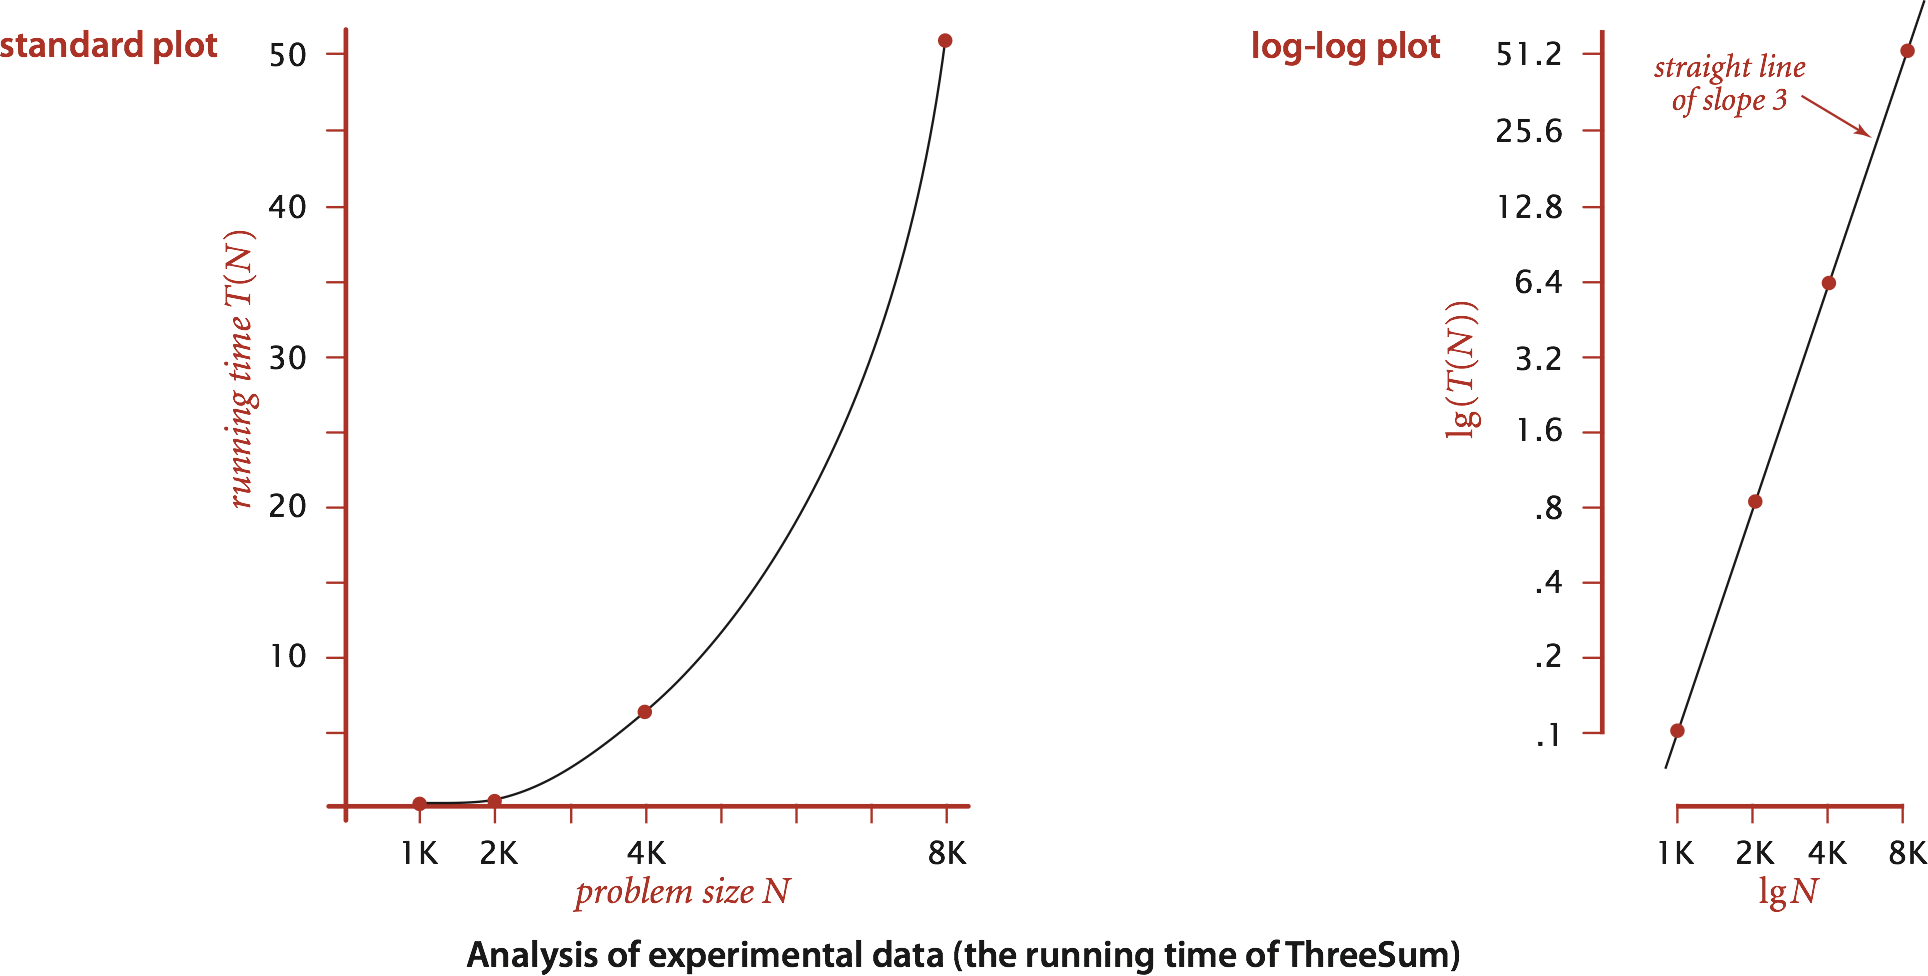 standard plot
50
40
30
20
10
running time T(N)
1K 2K 4K 8K
problem size N
log-log plot
straight line
of slope 3
51.2
25.6
12.8
6.4
3.2
1.6
.8
.4
.2
.1
lg(T(N))
1K 2K 4K 8K
lgN
Analysis of experimental data (the running time of ThreeSum)